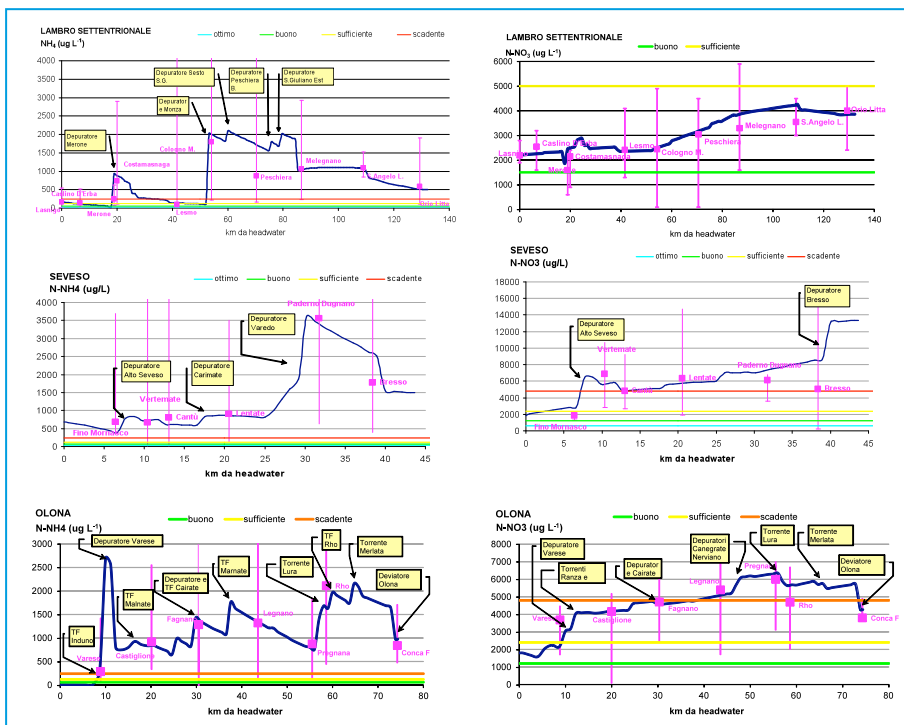 LAMBRO SETTENTRIONALE
NH4 (ug L-1)
ottimo buono sufficiente scadente
4000
3500
3000
2500
2000
1500
1000
500
0
Depuratore Merone
Depuratore Sesto S.G.
Depurator e Monza
Depuratore Peschiera B.
Depuratore S.Giuliano Est
Lasnigo
Caslino D'Erba
Merone
Costamasnaga
Lesmo
Cologno M.
Peschiera
Melegnano
S.Angelo L.
Orio Litta
0 20 40 60 80 100 120 140
km da headwater
LAMBRO SETTENTRIONALE
N-NO3 (ug L-1)
buono sufficiente
6000
5000
4000
3000
2000
1000
0
Lasnigo
Caslino D'Erba
Merone
Costamasnaga
Lesmo
Cologno M.
Peschiera
Melegnano
S.Angelo L.
Orio Litta
0 20 40 60 80 100 120 140
km da headwater
SEVESO
N-NH4 (ug/L)
ottimo buono sufficiente scadente
4000
3500
3000
2500
2000
1500
1000
500
0
Depuratore Alto Seveso
Depuratore Carimate
Depuratore Varedo
Fino Mornasco
Vertemate
Cantù
Lentate
Paderno Dugnano
Bresso
0 5 10 15 20 25 30 35 40 45
km da headwater
SEVESO
N-NO3 (ug/L)
ottimo buono sufficiente scadente
18000
16000
14000
12000
10000
8000
6000
4000
2000
0
Depuratore Alto Seveso
Depuratore Bresso
Fino Mornasco
Vertemate
Cantù
Lentate
Paderno Dugnano
Bresso
0 5 10 15 20 25 30 35 40 45
km da headwater
OLONA
N-NH4 (ug L-1)
buono sufficiente scadente
3000
2500
2000
1500
1000
500
0
TF Induno
Depuratore Varese
TF Malnate
Depuratore e TF Cairate
TF Marnate
Torrente Lura
TF Rho
Torrente Merlata
Deviatore Olona
Varese
Castiglione
Fagnano
Legnano
Pregnana
Rho
Conca F
0 10 20 30 40 50 60 70 80
km da headwater
OLONA
N-NO3 (ug L-1)
buono sufficiente scadente
7000
6000
5000
4000
3000
2000
1000
0
Depuratore Varese
Torrenti Ranza e
Depurator e Cairate
Depuratori Canegrate Nerviano
Torrente Lura
Torrente Merlata
Deviatore Olona
Varese
Castiglione
Fagnano
Legnano
Pregnana
Rho
Conca F
0 10 20 30 40 50 60 70 80
km da headwater